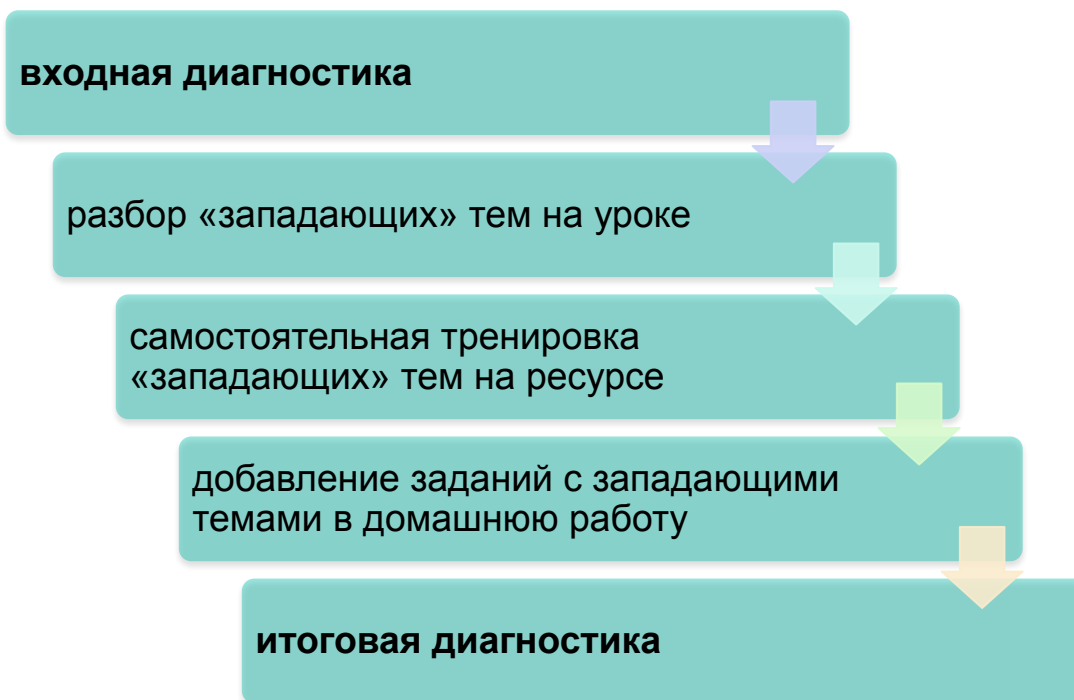 входная диагностика
разбор «западающих» тем на уроке
самостоятельная тренировка
«западающих» тем на ресурсе
добавление заданий с западающими
темами в домашнюю работу
итоговая диагностика